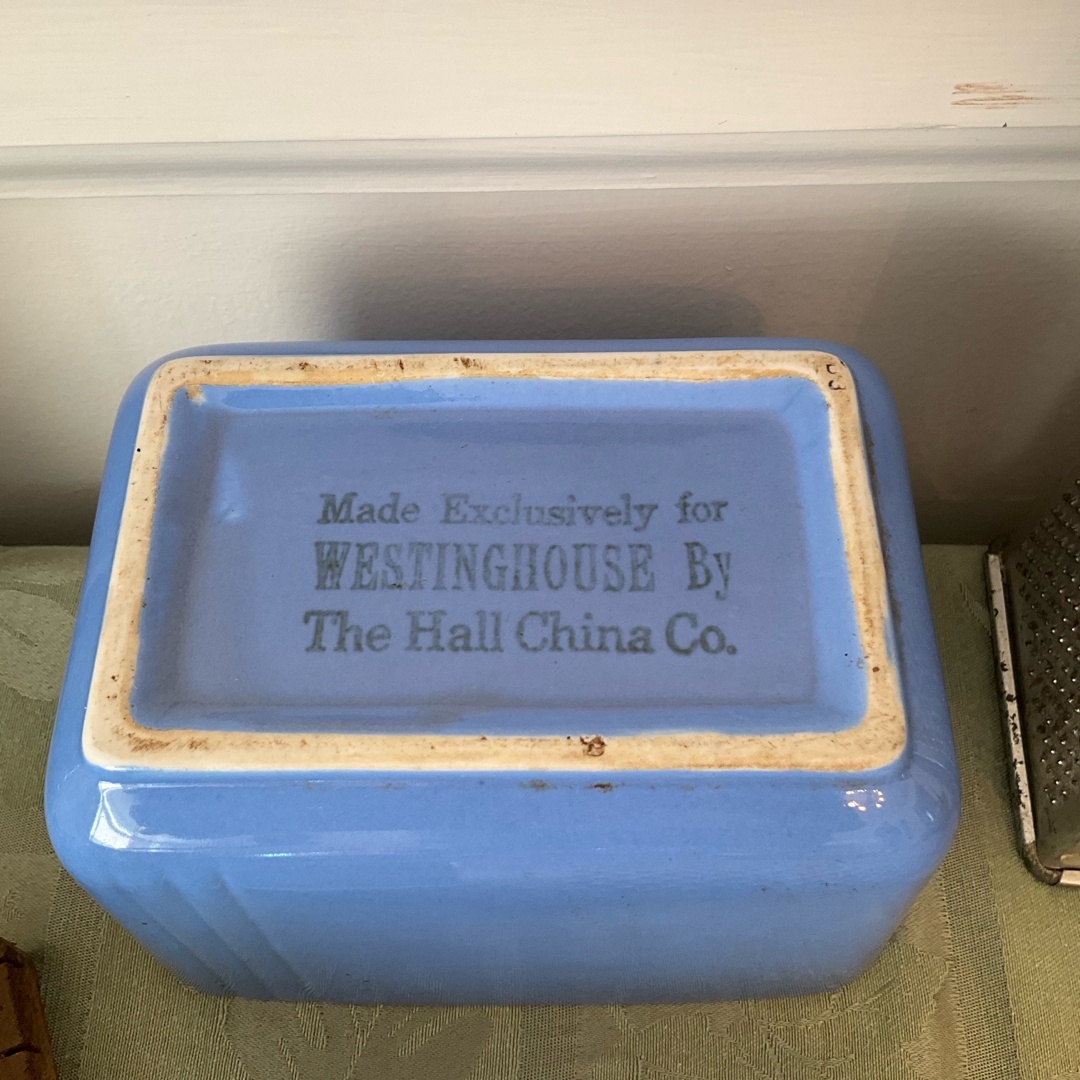 Made Exclusively for
WESTINGHOUSE By
The Hall China Co.